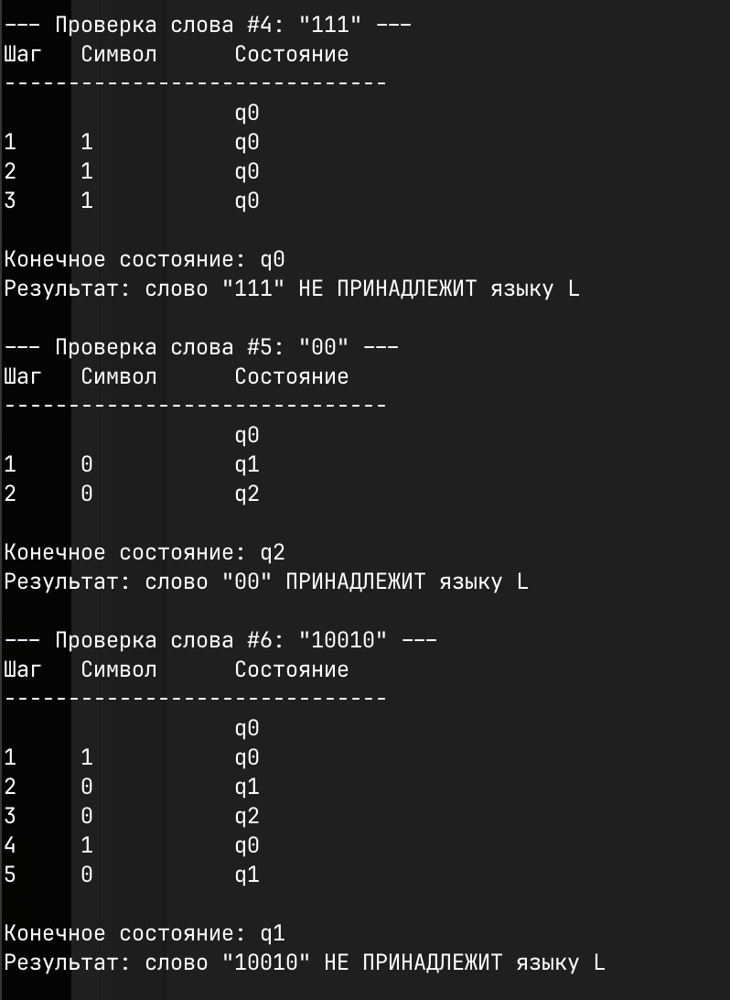 --- Проверка слова #4: "111" ---
Шаг   Символ      Состояние
------------------------------
                  q0
1     1           q0
2     1           q0
3     1           q0

Конечное состояние: q0
Результат: слово "111" НЕ ПРИНАДЛЕЖИТ языку L

--- Проверка слова #5: "00" ---
Шаг   Символ      Состояние
------------------------------
                  q0
1     0           q1
2     0           q2

Конечное состояние: q2
Результат: слово "00" ПРИНАДЛЕЖИТ языку L

--- Проверка слова #6: "10010" ---
Шаг   Символ      Состояние
------------------------------
                  q0
1     1           q0
2     0           q1
3     0           q2
4     1           q0
5     0           q1

Конечное состояние: q1
Результат: слово "10010" НЕ ПРИНАДЛЕЖИТ языку L